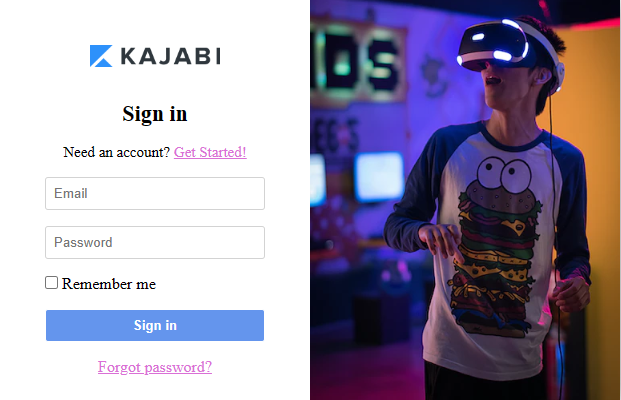 KAJABI
Sign in
Need an account? Get Started!
Email
Password
Remember me
Sign in
Forgot password?